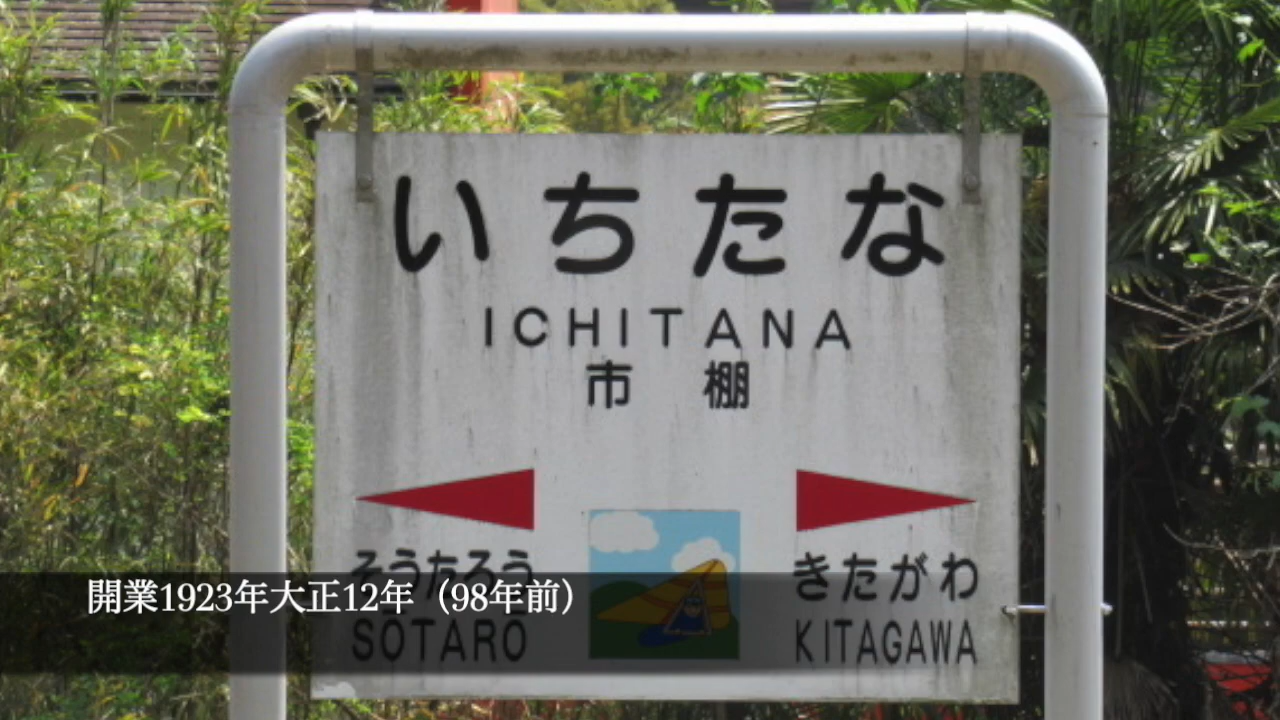 いちたな
ICHITANA
市棚
そうたろう
きたがわ
開業1923年大正12年（98年前）
SŌTARŌ
KITAGAWA